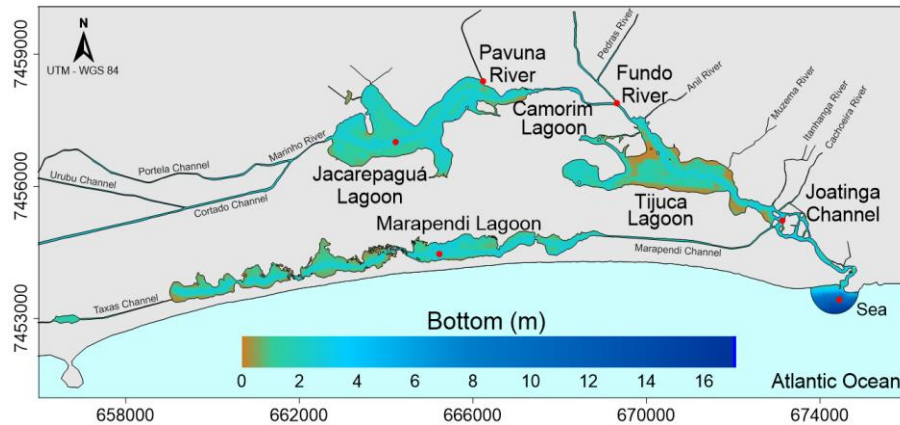 N
UTM - WGS 84
7459000
7456000
7453000
Pavuna
River
Pedras River
Fundo
River
Anil River
Camorim
Lagoon
Muzema River
Itanhanga River
Cachoeira River
Marinho River
Portela Channel
Urubu Channel
Cortado Channel
Jacarepaguá
Lagoon
Tijuca
Lagoon
Joatinga
Channel
Marapendi Lagoon
Marapendi Channel
Taxas Channel
Sea
Bottom (m)
0 2 4 6 8 10 12 14 16
Atlantic Ocean
658000 662000 666000 670000 674000